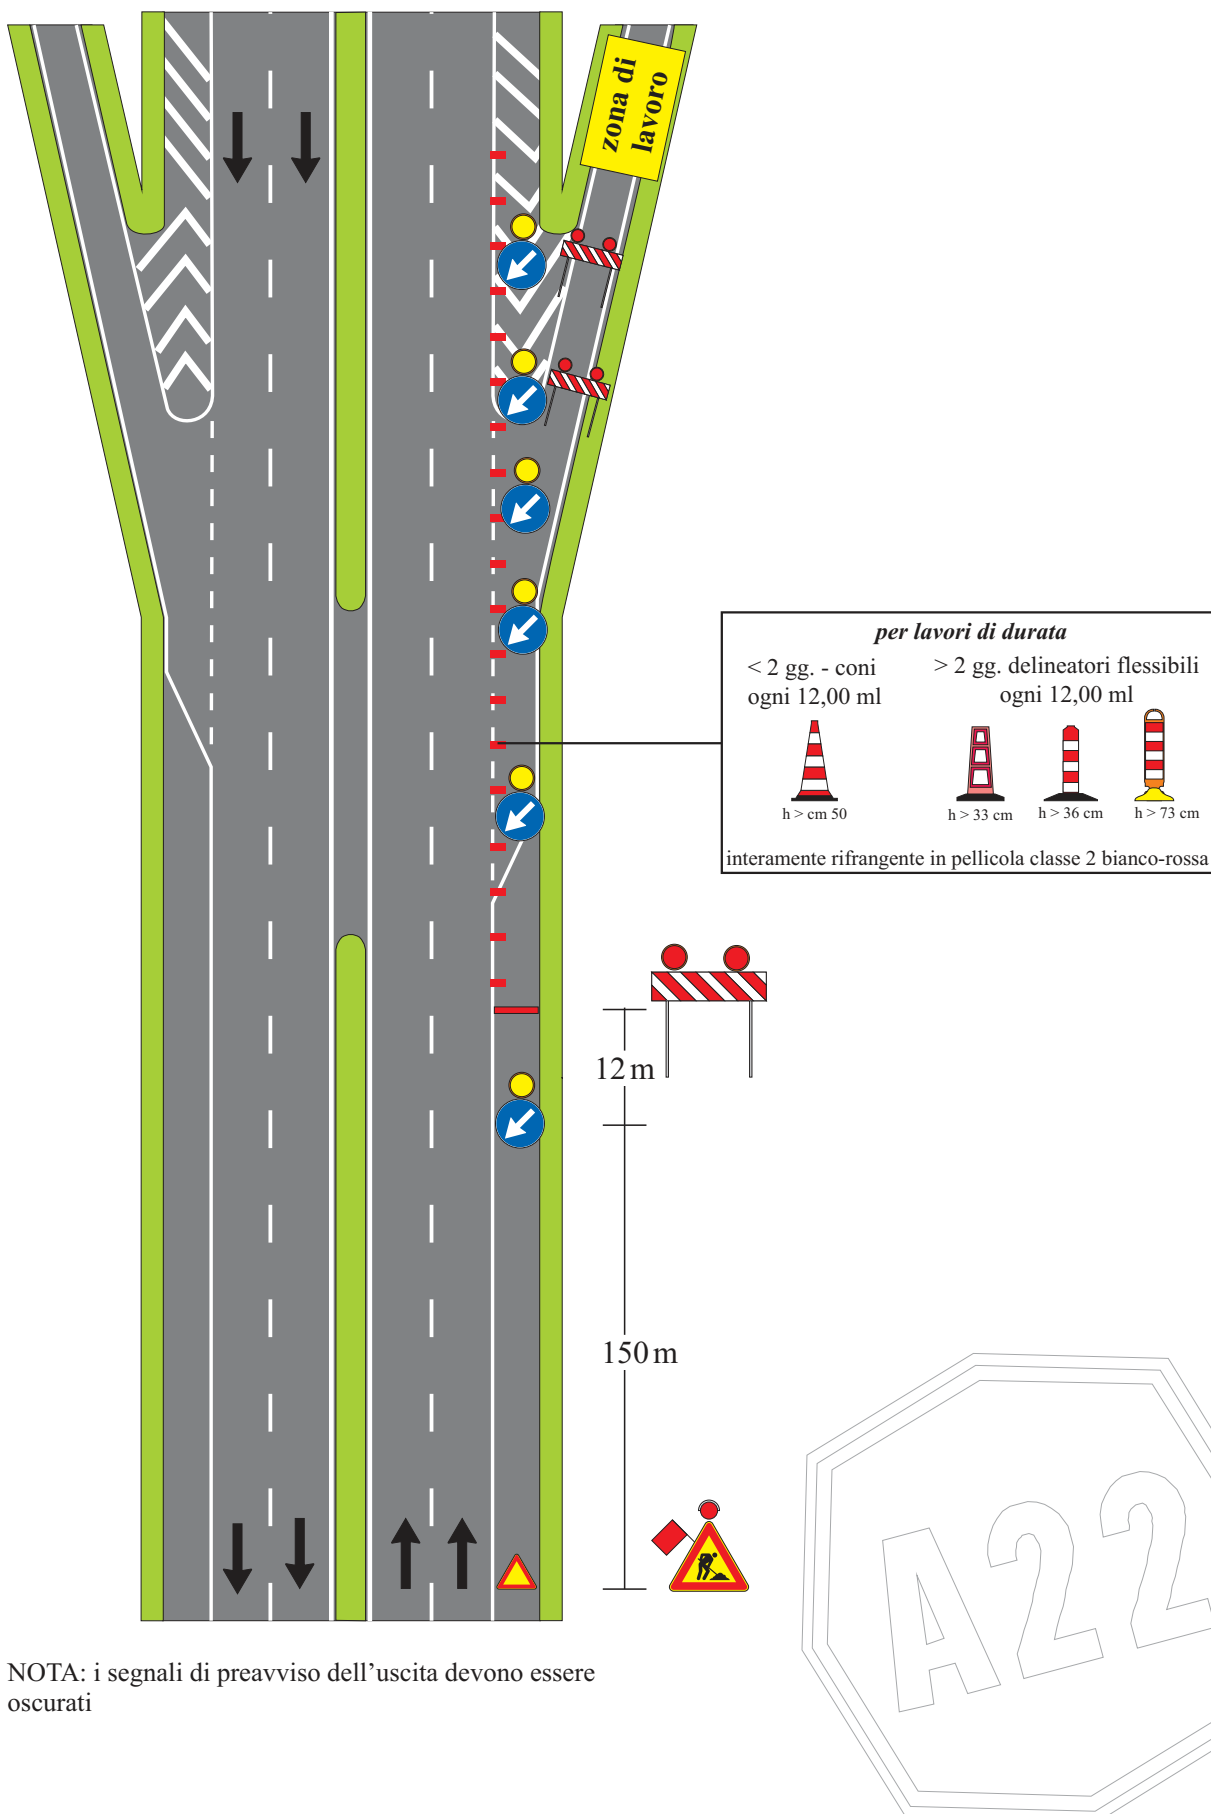 zona di
lavoro
per lavori di durata
< 2 gg. - coni
ogni 12,00 ml
> 2 gg. delineatori flessibili
ogni 12,00 ml
h > cm 50
h > 33 cm
h > 36 cm
h > 73 cm
interamente rifrangente in pellicola classe 2 bianco-rossa
12 m
150 m
A22
NOTA: i segnali di preavviso dell’uscita devono essere
oscurati